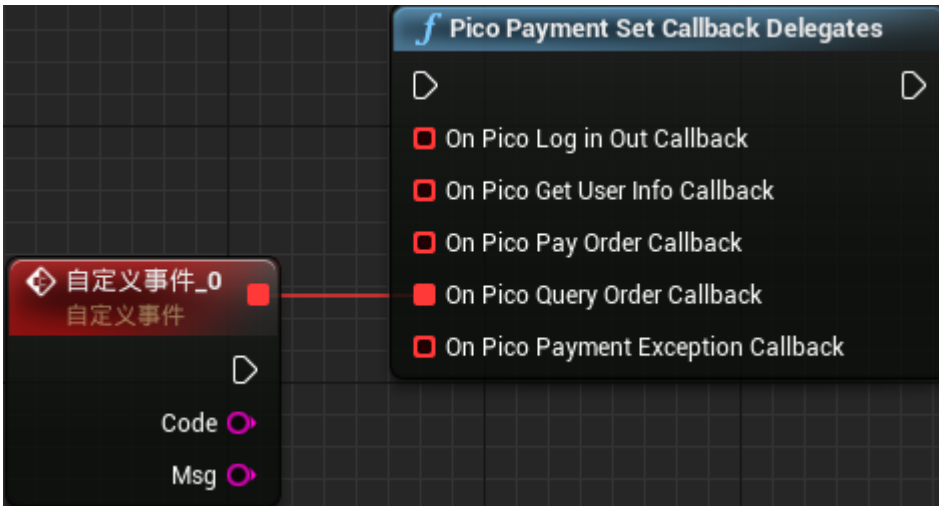 Pico Payment Set Callback Delegates
On Pico Log in Out Callback
On Pico Get User Info Callback
On Pico Pay Order Callback
On Pico Query Order Callback
On Pico Payment Exception Callback
自定义事件_0
自定义事件
Code
Msg